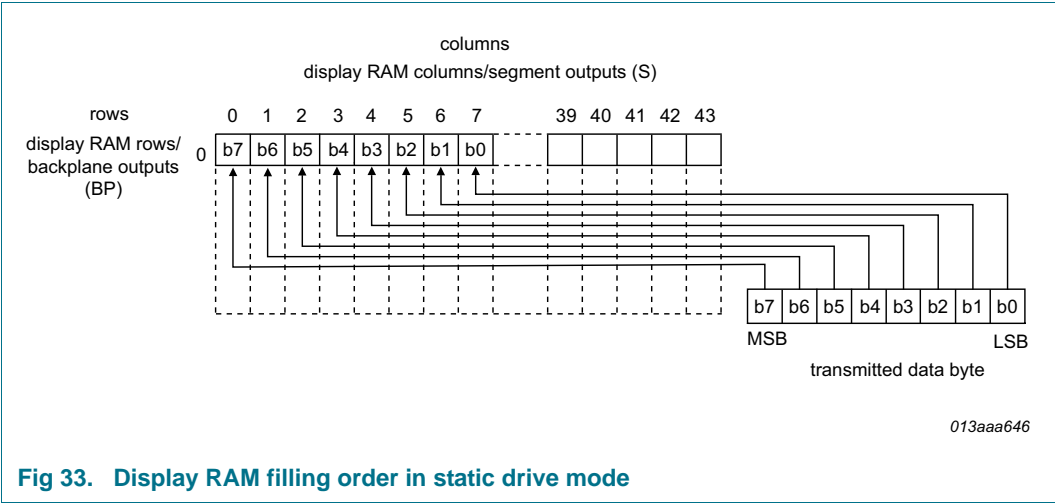 columns
display RAM columns/segment outputs (S)
rows 0 1 2 3 4 5 6 7 39 40 41 42 43
display RAM rows/
backplane outputs
(BP)
0 b7 b6 b5 b4 b3 b2 b1 b0
b7 b6 b5 b4 b3 b2 b1 b0
MSB LSB
transmitted data byte
013aaa646
Fig 33. Display RAM filling order in static drive mode